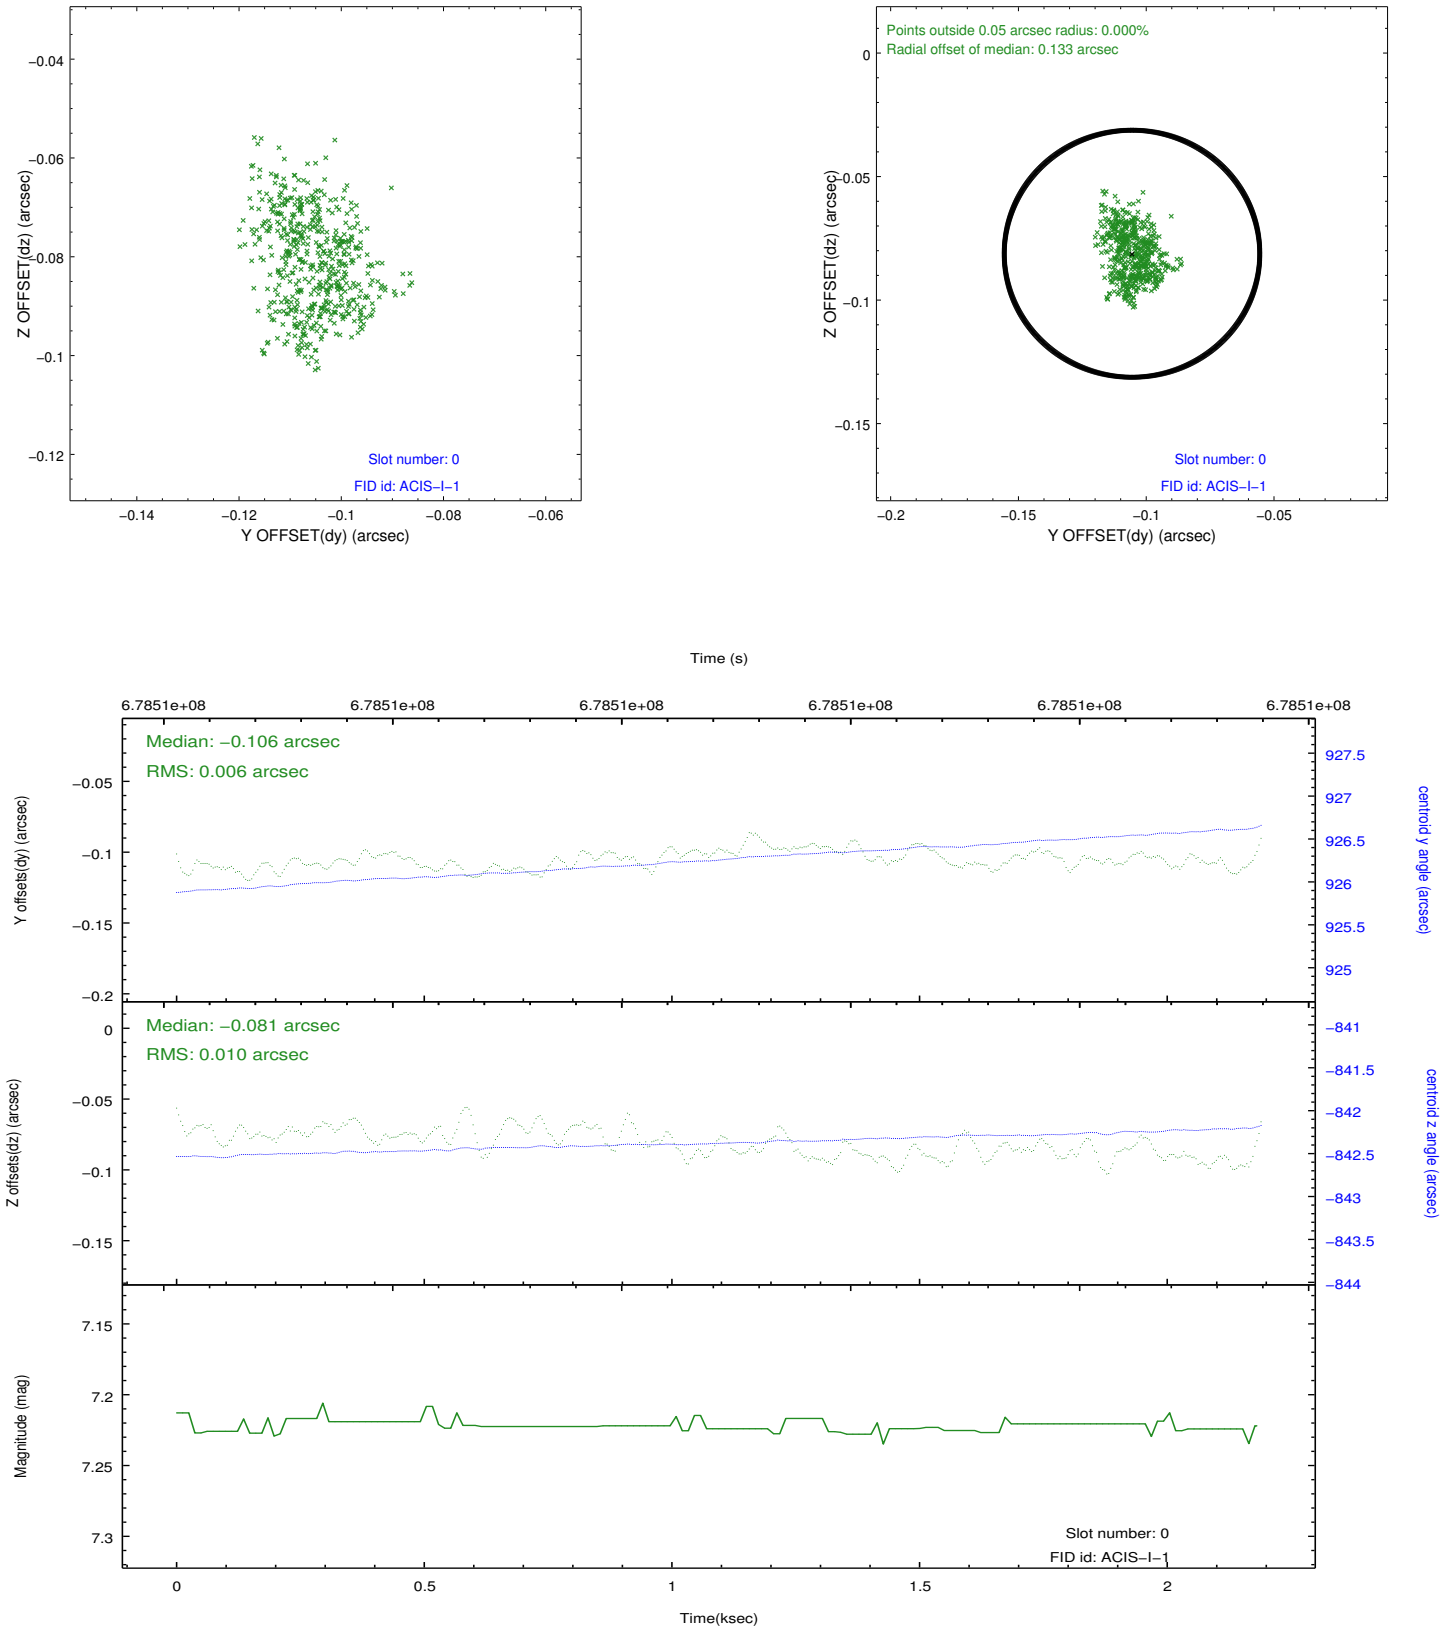 −0.04
−0.06
−0.08
−0.1
−0.12
Z OFFSET(dz) (arcsec)
Slot number: 0
FID id: ACIS−I−1
−0.14 −0.12 −0.1 −0.08 −0.06
Y OFFSET(dy) (arcsec)
Points outside 0.05 arcsec radius: 0.000%
Radial offset of median: 0.133 arcsec
0
−0.05
−0.1
−0.15
Z OFFSET(dz) (arcsec)
Slot number: 0
FID id: ACIS−I−1
−0.2 −0.15 −0.1 −0.05
Y OFFSET(dy) (arcsec)
Time (s)
6.7851e+08 6.7851e+08 6.7851e+08 6.7851e+08 6.7851e+08 6.7851e+08
Median: −0.106 arcsec
RMS: 0.006 arcsec
−0.05
−0.1
−0.15
−0.2
Y offsets(dy) (arcsec)
927.5
927
926.5
926
925.5
925
centroid y angle (arcsec)
Median: −0.081 arcsec
RMS: 0.010 arcsec
0
−0.05
−0.1
−0.15
Z offsets(dz) (arcsec)
−841
−841.5
−842
−842.5
−843
−843.5
−844
centroid z angle (arcsec)
7.15
7.2
7.25
7.3
Magnitude (mag)
Slot number: 0
FID id: ACIS−I−1
0 0.5 1 1.5 2
Time(ksec)